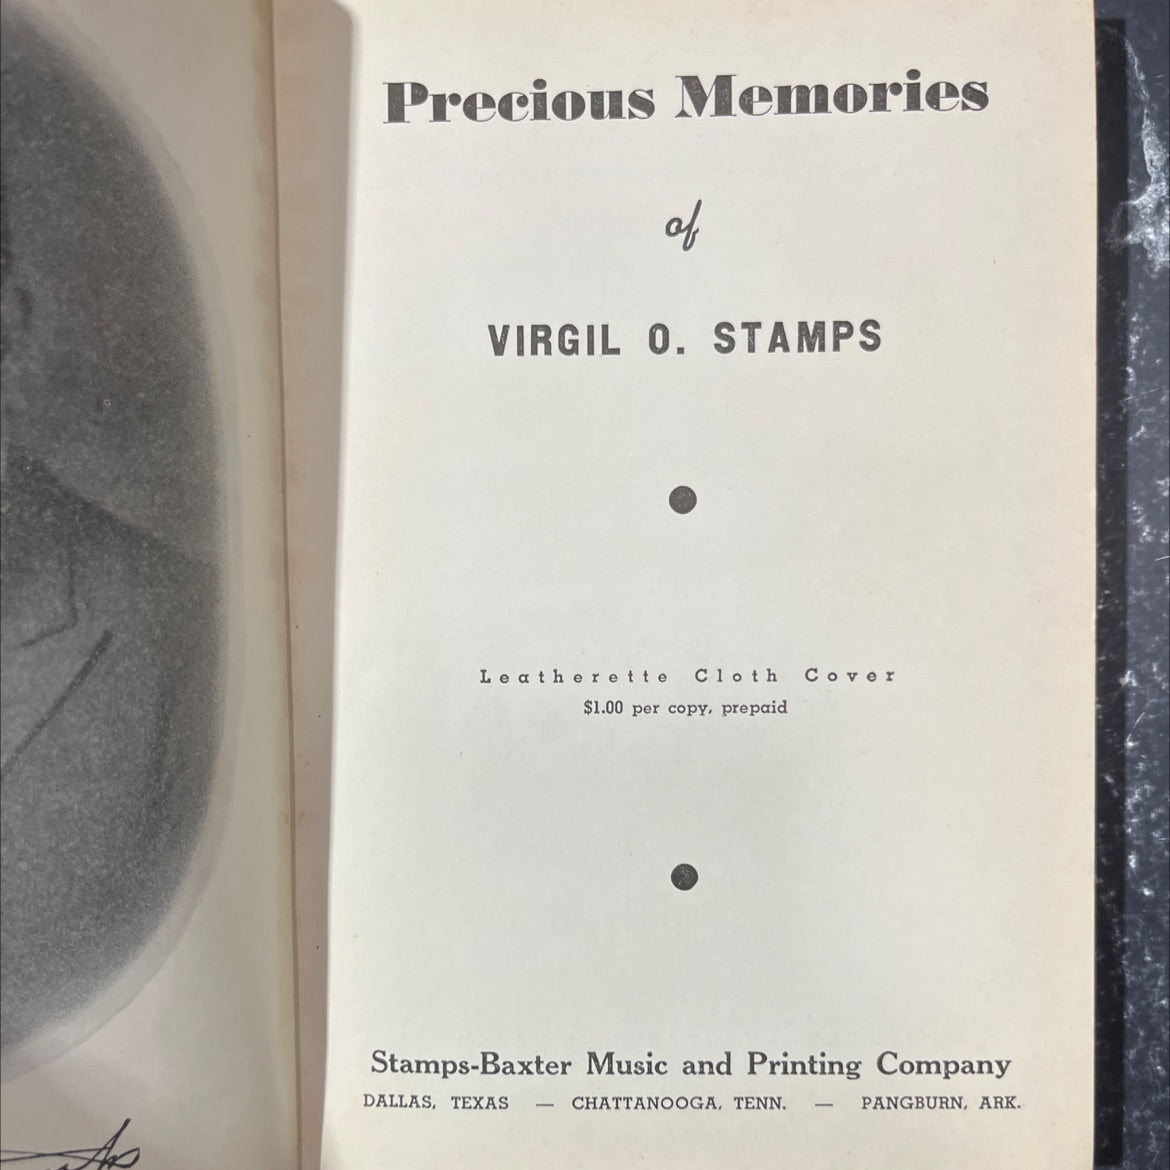 Precious Memories
of
VIRGIL O. STAMPS
Leatherette Cloth Cover
$1.00 per copy, prepaid
Stamps-Baxter Music and Printing Company
DALLAS, TEXAS — CHATTANOOGA, TENN. — PANGBURN, ARK.